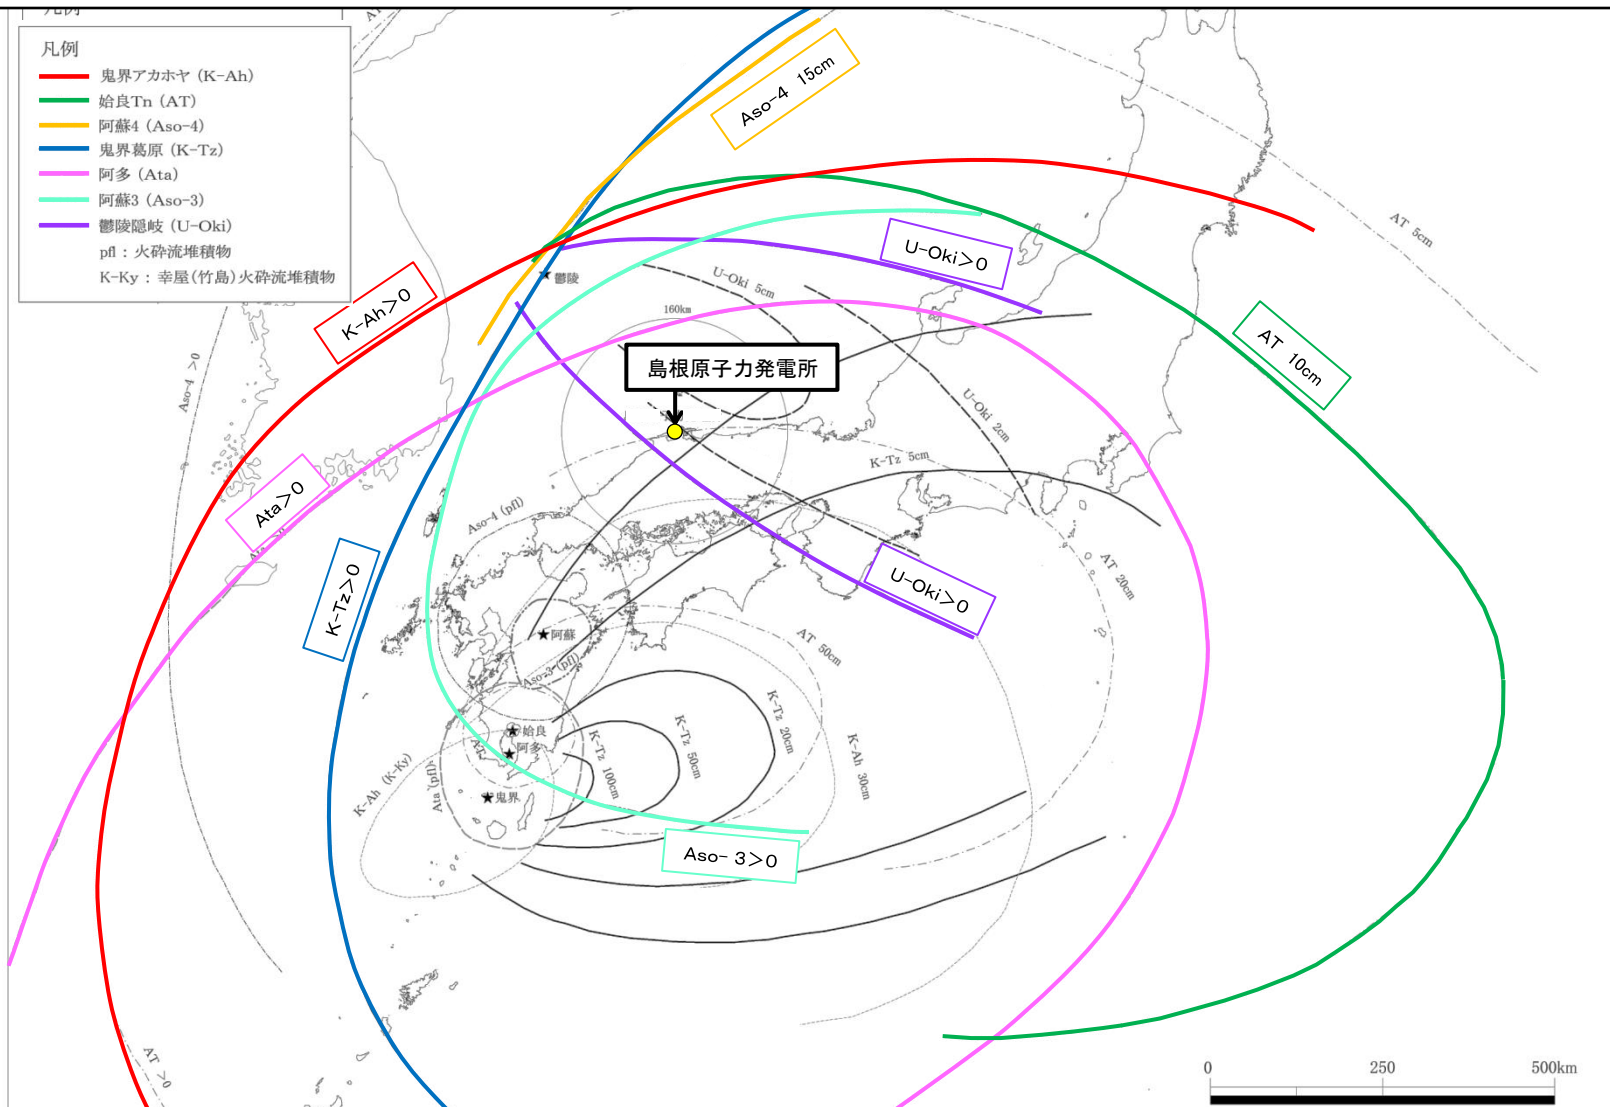 凡例
凡例
鬼界アカホヤ (K-Ah)
姶良Tn (AT)
阿蘇4 (Aso-4)
鬼界葛原 (K-Tz)
阿多 (Ata)
阿蘇3 (Aso-3)
鬱陵隠岐 (U-Oki)
pfl : 火砕流堆積物
K-Ky : 幸屋(竹島)火砕流堆積物
Aso-4 15cm
AT 5cm
U-Oki>0
U-Oki 5cm
鬱陵
K-Ah>0
160km
AT 10cm
島根原子力発電所
Aso-4 >0
U-Oki 2cm
K-Tz 5cm
Ata>0
Aso-4 (pfl)
K-Tz>0
AT 20cm
U-Oki>0
阿蘇
AT 50cm
Aso-3 (pfl)
K-Tz 20cm
K-Tz 50cm
K-Tz 100cm
姶良
阿多
AT
K-Ah 30cm
K-Ah (K-Ky)
Ata (pfl)
鬼界
Aso-3>0
AT >0
0 250 500km